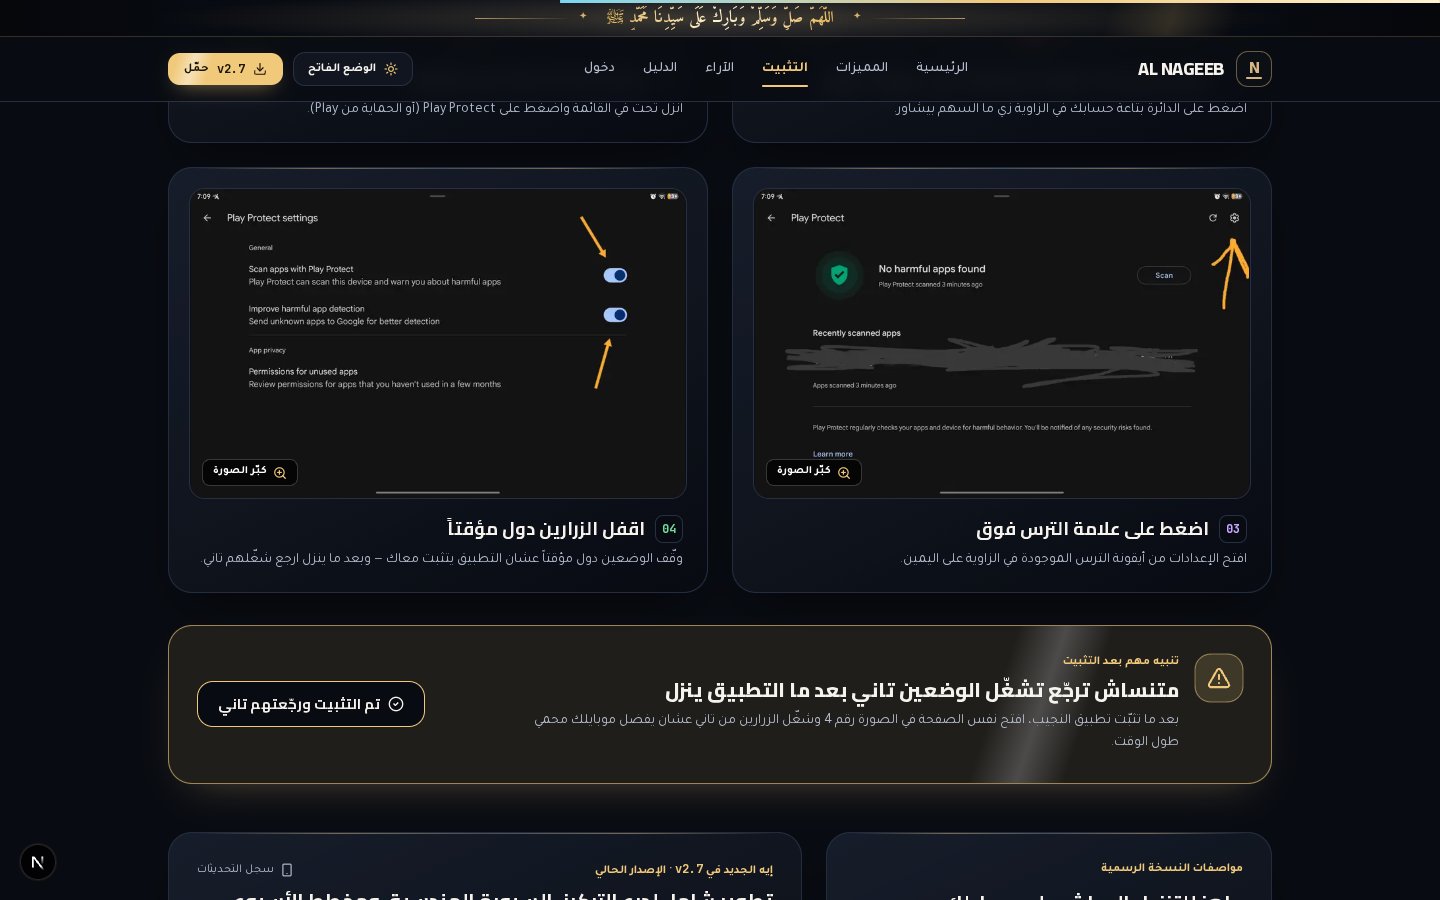 اللَّهُمَّ صَلِّ وَسَلِّمْ وَبَارِكْ عَلَى سَيِّدِنَا مُحَمَّدٍ ﷺ
N AL NAGEEB
الرئيسية المميزات التثبيت الآراء الدليل دخول
الوضع الفاتح
حمّل v2.7
اضغط على الدائرة بتاعة حسابك في الزاوية زي ما السهم بيشاور.
انزل تحت في القائمة واضغط على Play Protect (أو الحماية من Play).
7:09
Play Protect
No harmful apps found
Play Protect scanned 3 minutes ago
Scan
Recently scanned apps
Apps scanned 3 minutes ago
Play Protect regularly checks your apps and device for harmful behavior. You'll be notified of any security risks found.
Learn more
كبّر الصورة
03 اضغط على علامة الترس فوق
افتح الإعدادات من أيقونة الترس الموجودة في الزاوية على اليمين.
7:09
Play Protect settings
General
Scan apps with Play Protect
Play Protect can scan this device and warn you about harmful apps
Improve harmful app detection
Send unknown apps to Google for better detection
App privacy
Permissions for unused apps
Review permissions for apps that you haven't used in a few months
كبّر الصورة
04 اقفل الزرارين دول مؤقتاً
وقّف الوضعين دول مؤقتاً عشان التطبيق يتثبت معاك – وبعد ما ينزل ارجع شغّلهم تاني.
تنبيه مهم بعد التثبيت
متنساش ترجّع تشغّل الوضعين تاني بعد ما التطبيق ينزل
بعد ما تثبّت تطبيق النجيب، افتح نفس الصفحة في الصورة رقم 4 وشغّل الزرارين من تاني عشان يفضل موبايلك محمي
طول الوقت.
تم التثبيت ورجّعتهم تاني
مواصفات النسخة الرسمية
إيه الجديد في v2.7 · الإصدار الحالي
سجل التحديثات
N